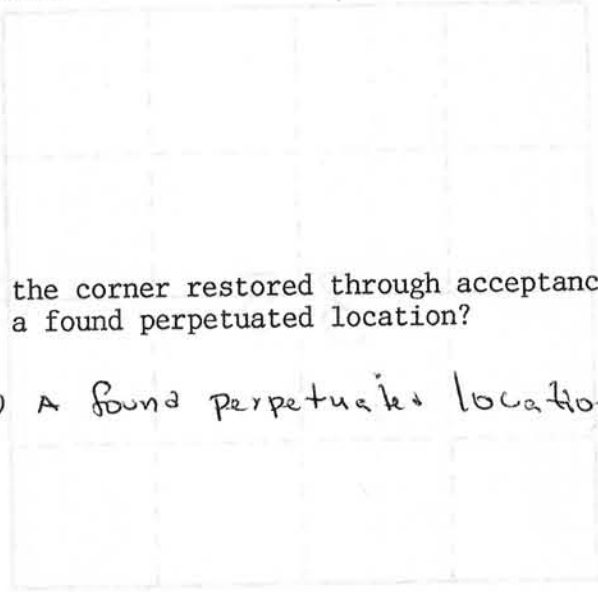 the corner restored through acceptanc
a found perpetuated location?
A found perpetuated locatio